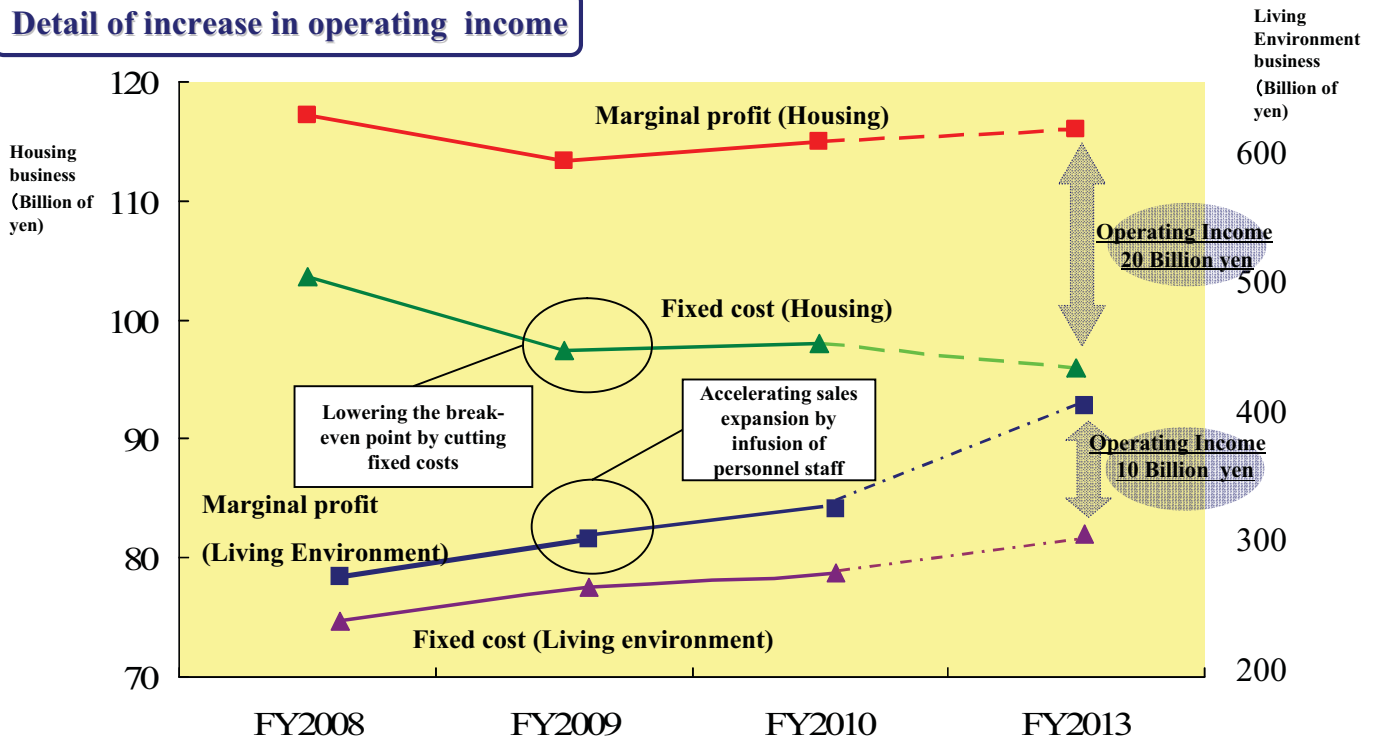 Detail of increase in operating  income
Living
Environment
business
（Billion of
yen)
Housing
business
（Billion of
yen)
120
110
100
90
80
70
600
500
400
300
200
Marginal profit (Housing)
Operating Income
20 Billion yen
Fixed cost (Housing)
Lowering the break-
even point by cutting
fixed costs
Accelerating sales
expansion by
infusion of
personnel staff
Operating Income
10 Billion  yen
Marginal profit
(Living Environment)
Fixed cost (Living environment)
FY2008
FY2009
FY2010
FY2013